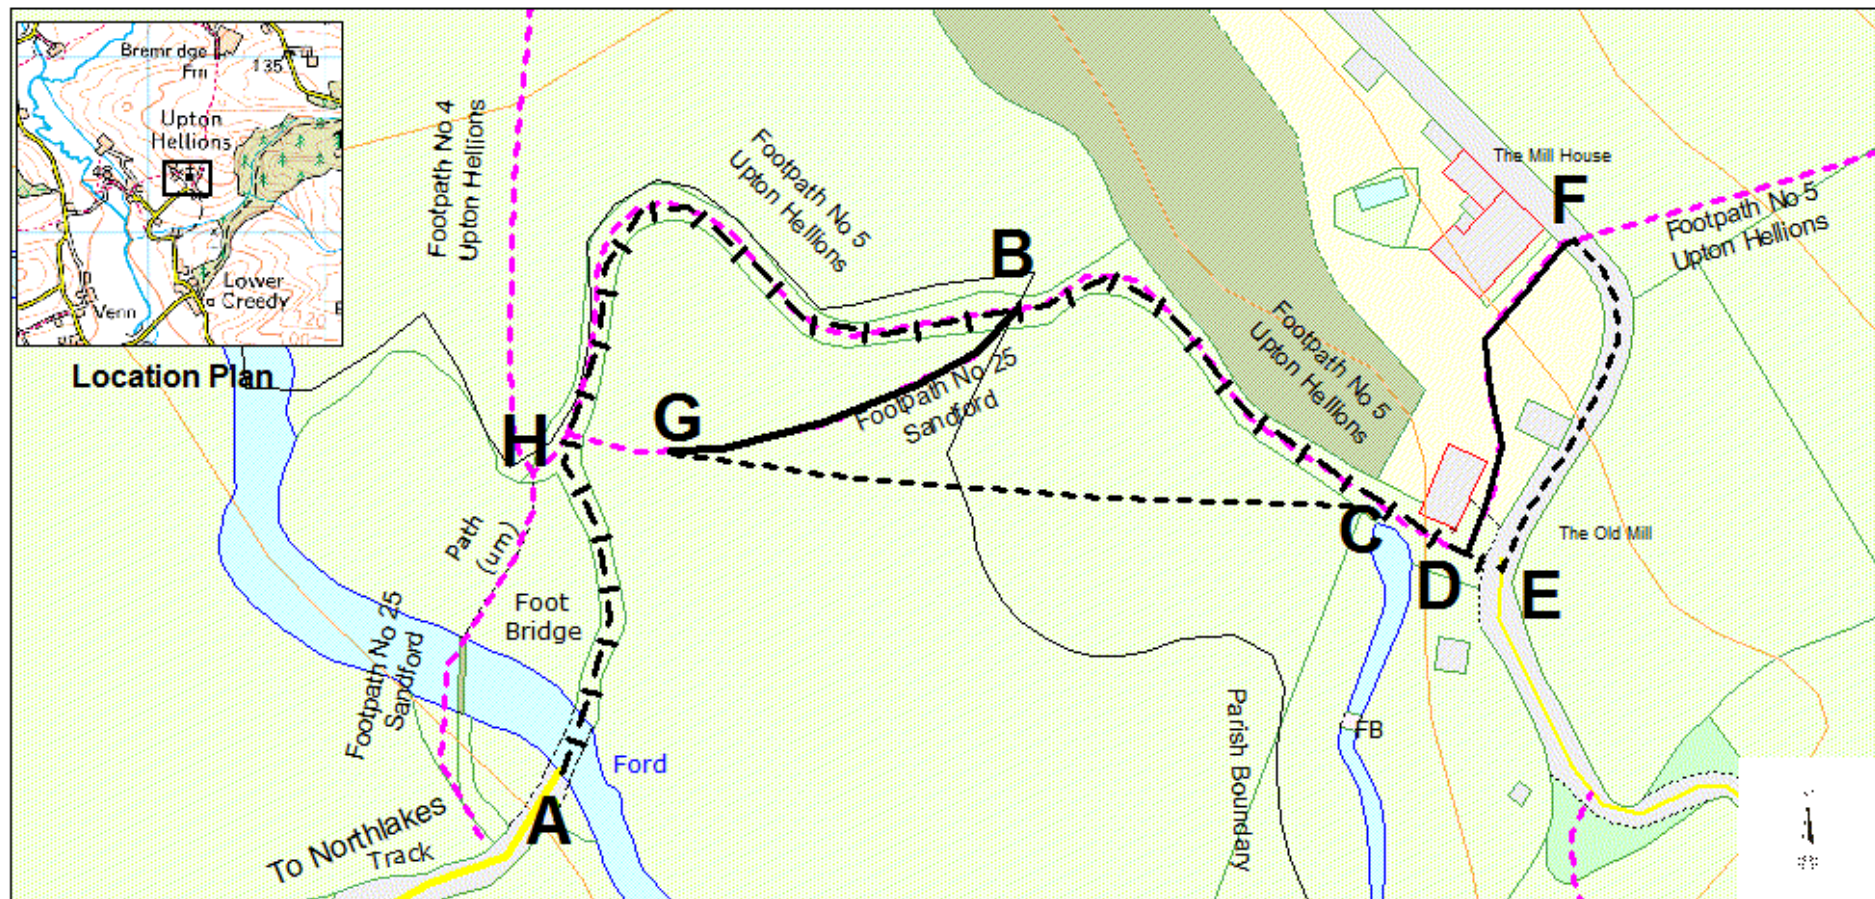 Bremridge
Fm
135
Upton
Hellions
48
Lower
Creedy
Venn
Location Plan
Footpath No 4
Upton Hellions
Footpath No 5
Upton Hellions
B
The Mill House
F
Footpath No 5
Upton Hellions
Footpath No 5
Upton Hellions
H
G
Footpath No 25
Sandford
C
D
E
The Old Mill
Path
(um)
Foot
Bridge
Footpath No 25
Sandford
Ford
A
To Northlakes
Track
Parish Boundary
FB